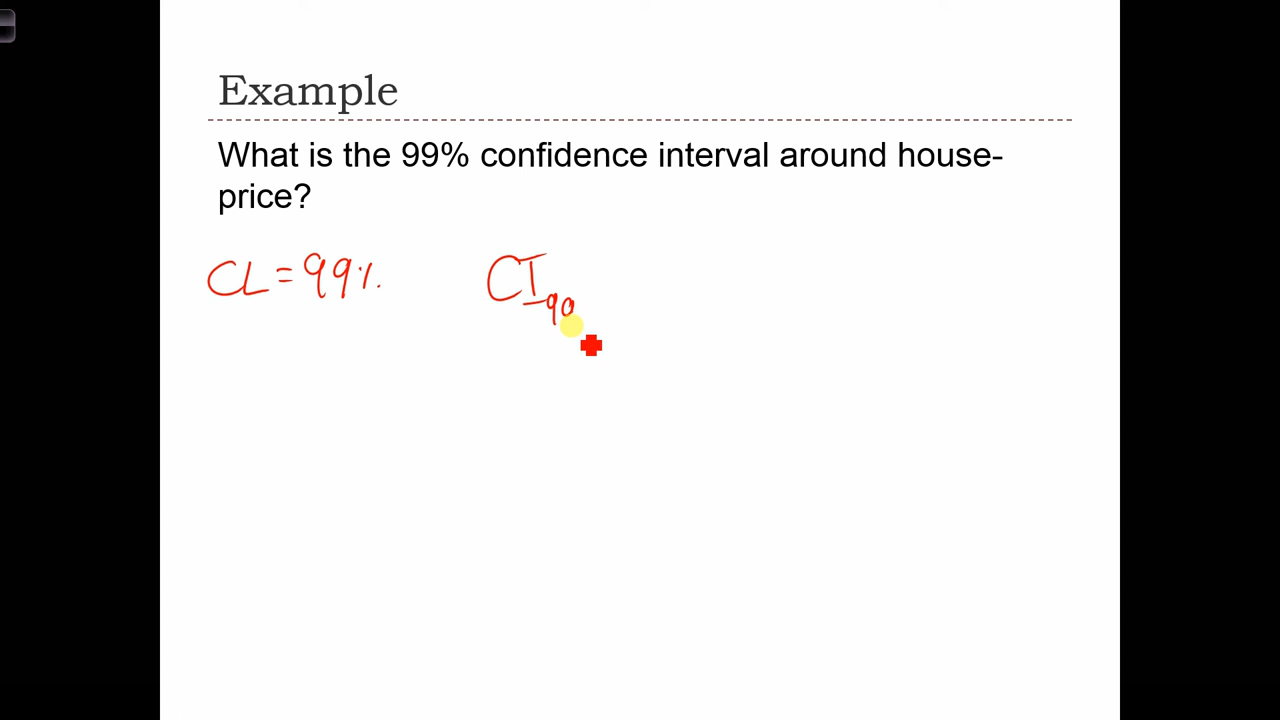 Example
What is the 99% confidence interval around house-
price?
CL = 99% CI